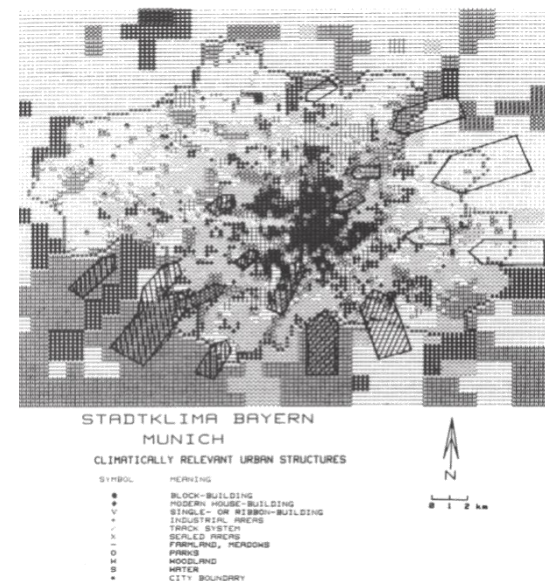 STADTKLIMA BAYERN
MUNICH
CLIMATICALLY RELEVANT URBAN STRUCTURES
N
0 1 2 km
SYMBOL MEANING
BLOCK-BUILDING
MODERN HOUSE-BUILDING
V SINGLE- OR RIBBON-BUILDING
+ INDUSTRIAL AREAS
/ TRACK SYSTEM
X SEALED AREAS
- FARMLAND, MEADOWS
O PARKS
W WOODLAND
S WATER
CITY BOUNDARY